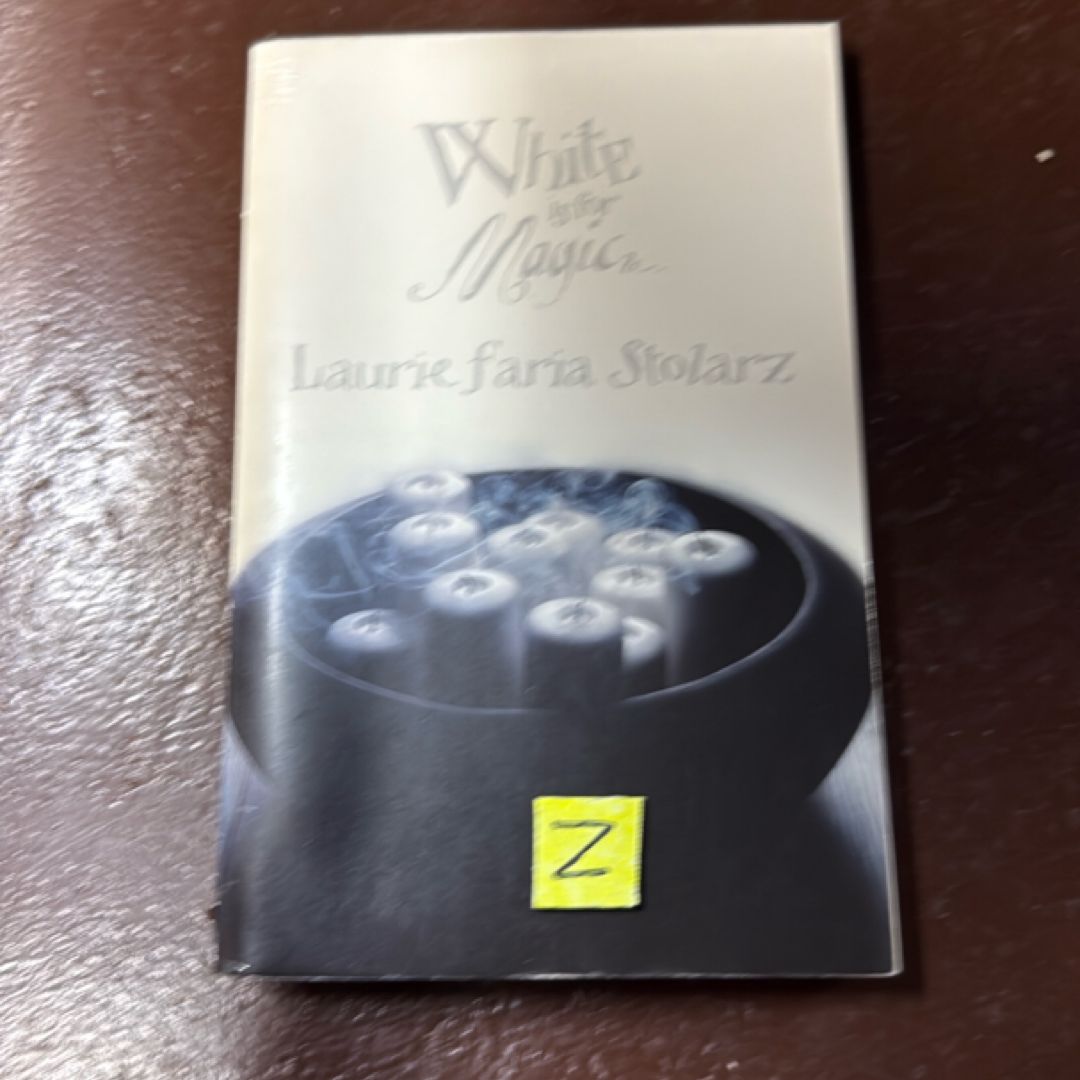 White
is for
Magic
Laurie faria Stolarz
Z